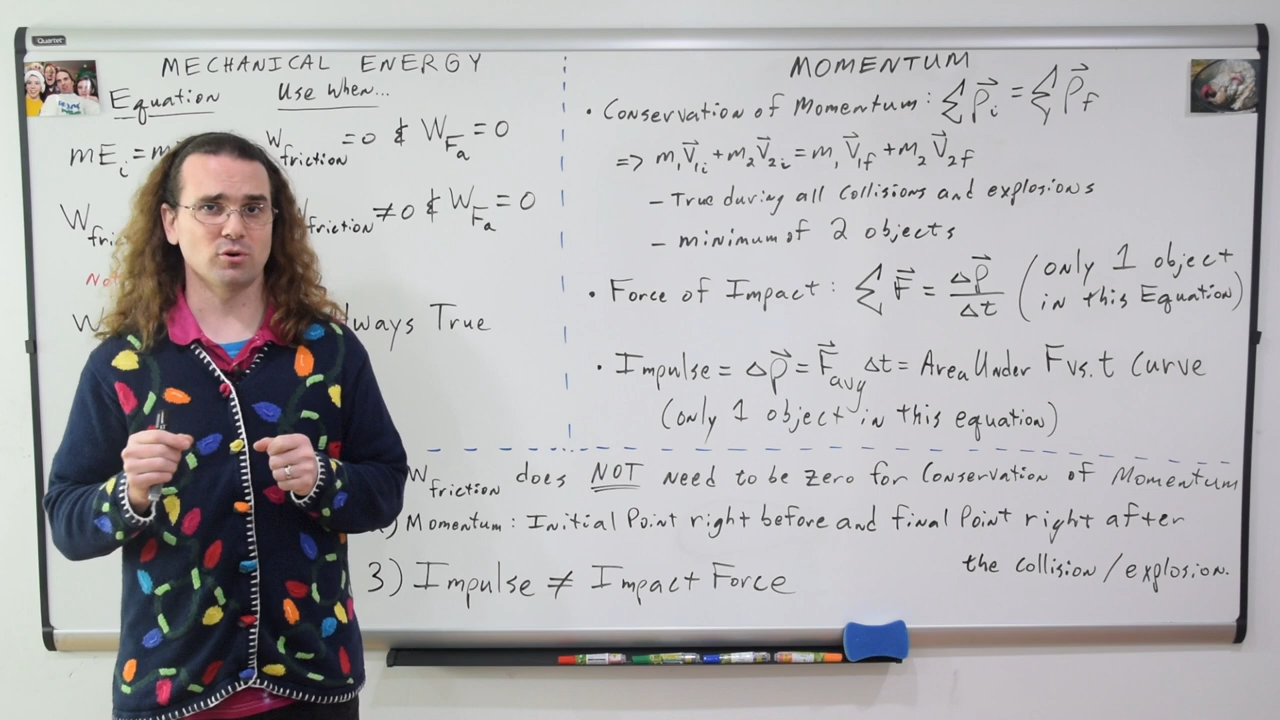 Quartet
MECHANICAL ENERGY
Equation Use when...
mE_i = W_friction = 0 & W_Fa = 0
W_fric friction ≠ 0 & W_Fa = 0
Always True
MOMENTUM
• Conservation of Momentum: Σp⃗_i = Σp⃗_f
=> m₁v⃗₁i + m₂v⃗₂i = m₁v⃗₁f + m₂v⃗₂f
- True during all collisions and explosions
- minimum of 2 objects
• Force of Impact: ΣF⃗ = Δp⃗/Δt (only 1 object
in this Equation)
• Impulse = Δp⃗ = F⃗_avg Δt = Area Under F vs. t Curve
(only 1 object in this equation)
W_friction does NOT need to be zero for Conservation of Momentum
) Momentum: Initial Point right before and final Point right after
the collision/explosion.
3) Impulse ≠ Impact Force